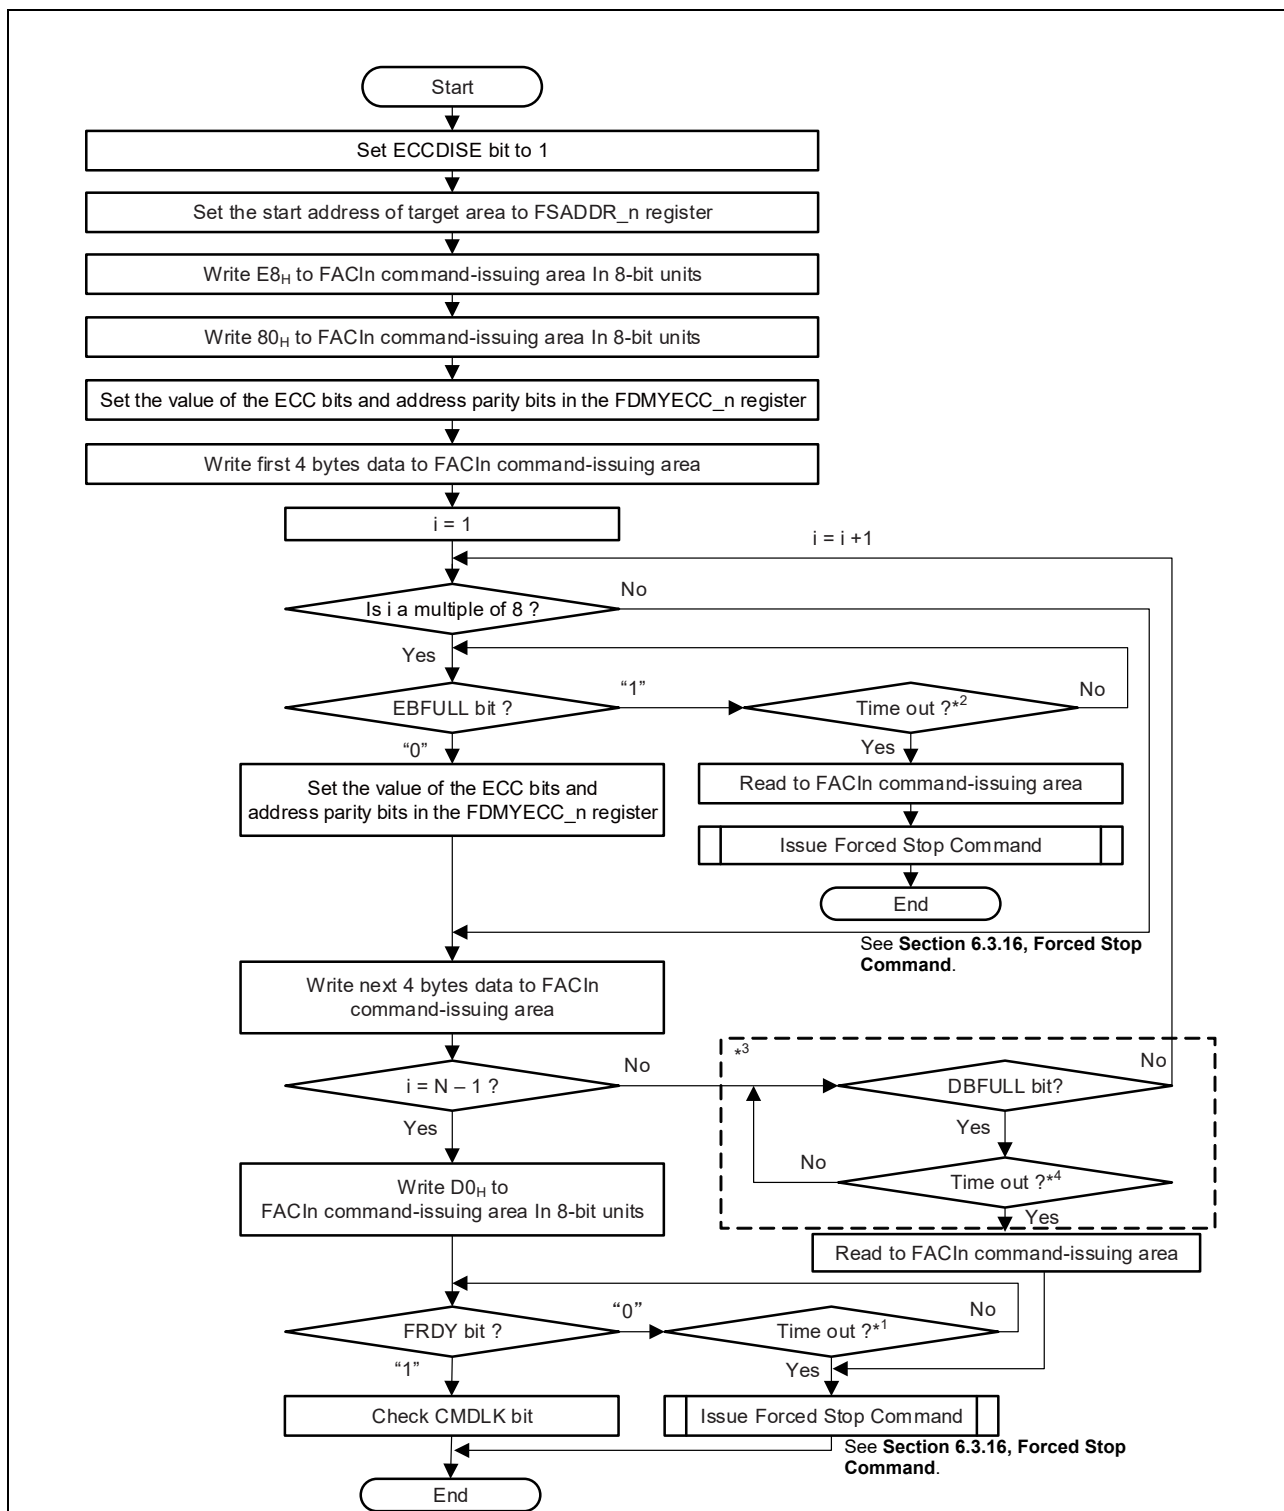 Start
Set ECCDISE bit to 1
Set the start address of target area to FSADDR_n register
Write E8H to FACIn command-issuing area In 8-bit units
Write 80H to FACIn command-issuing area In 8-bit units
Set the value of the ECC bits and address parity bits in the FDMYECC_n register
Write first 4 bytes data to FACIn command-issuing area
i = 1
i = i +1
Is i a multiple of 8 ?
No
Yes
EBFULL bit ?
“1”
Time out ?*2
No
“0”
Yes
Set the value of the ECC bits and
address parity bits in the FDMYECC_n register
Read to FACIn command-issuing area
Issue Forced Stop Command
End
See Section 6.3.16, Forced Stop
Command.
Write next 4 bytes data to FACIn
command-issuing area
*3
i = N – 1 ?
No
DBFULL bit?
No
Yes
Yes
No
Time out ?*4
Yes
Write D0H to
FACIn command-issuing area In 8-bit units
Read to FACIn command-issuing area
FRDY bit ?
“0”
Time out ?*1
No
“1”
Yes
Check CMDLK bit
Issue Forced Stop Command
See Section 6.3.16, Forced Stop
Command.
End